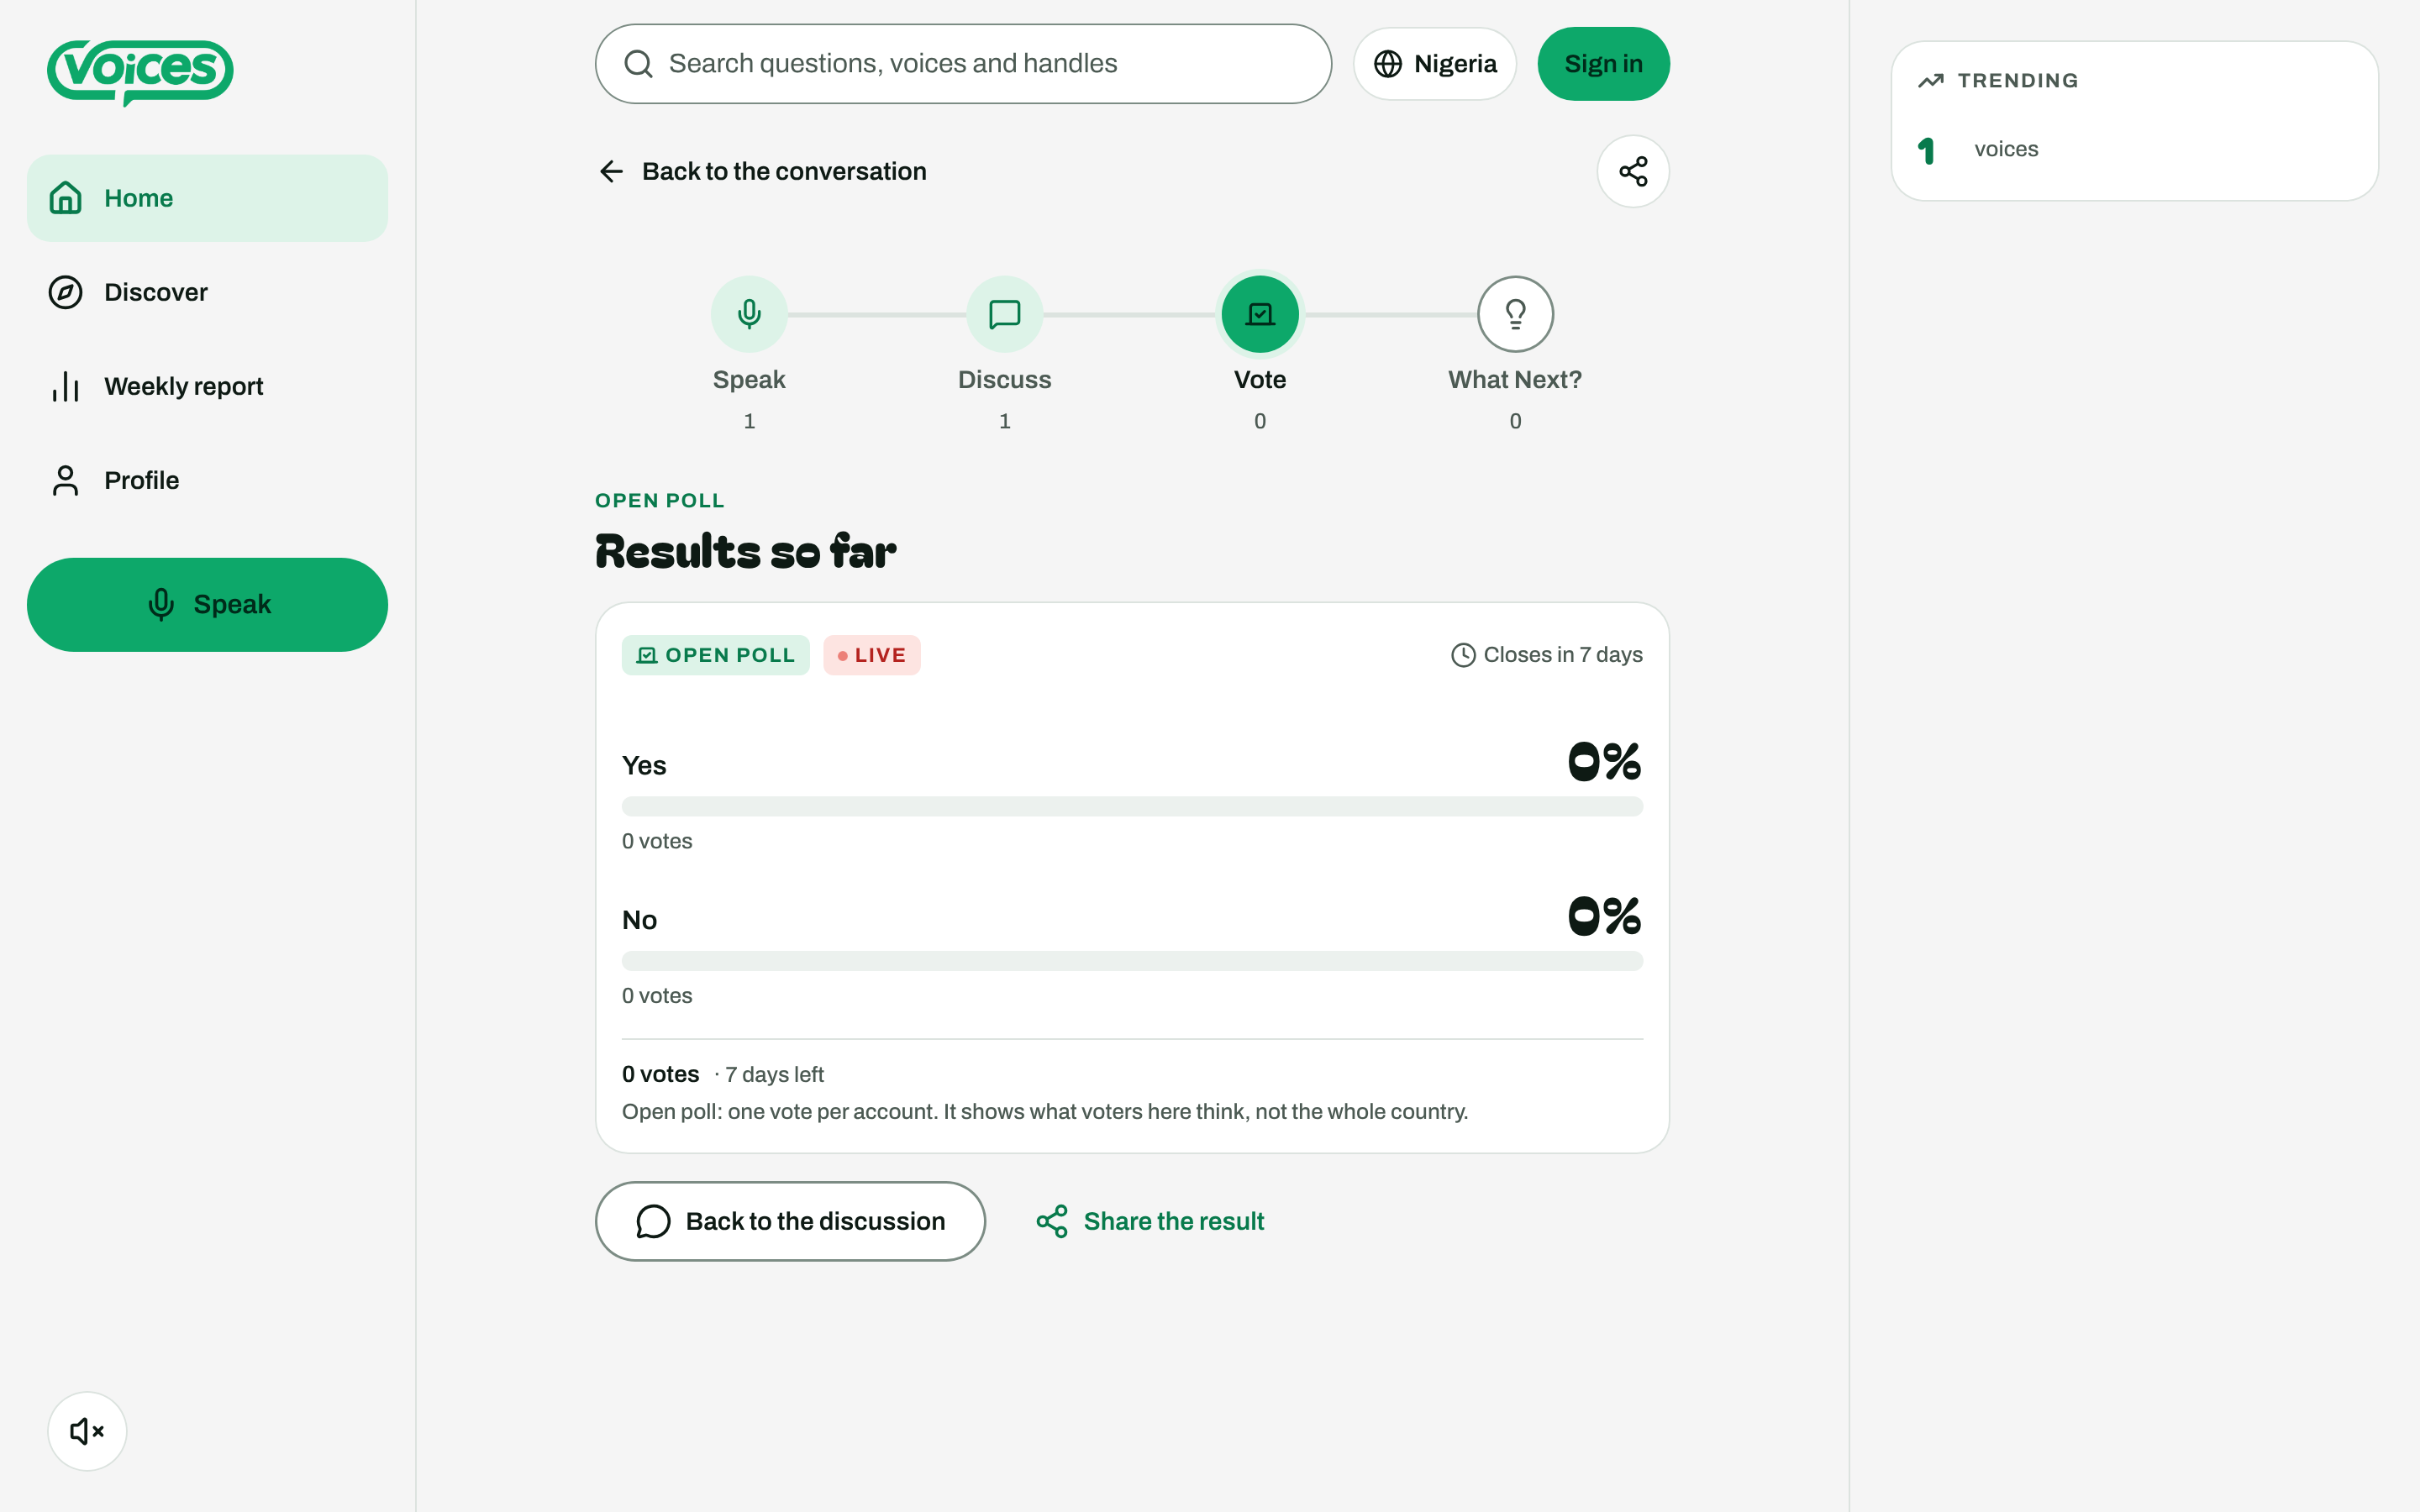 voices
Home
Discover
Weekly report
Profile
Speak
Search questions, voices and handles
Nigeria
Sign in
Back to the conversation
Speak
1
Discuss
1
Vote
0
What Next?
0
OPEN POLL
Results so far
OPEN POLL
LIVE
Closes in 7 days
Yes
0%
0 votes
No
0%
0 votes
0 votes · 7 days left
Open poll: one vote per account. It shows what voters here think, not the whole country.
Back to the discussion
Share the result
TRENDING
1 voices